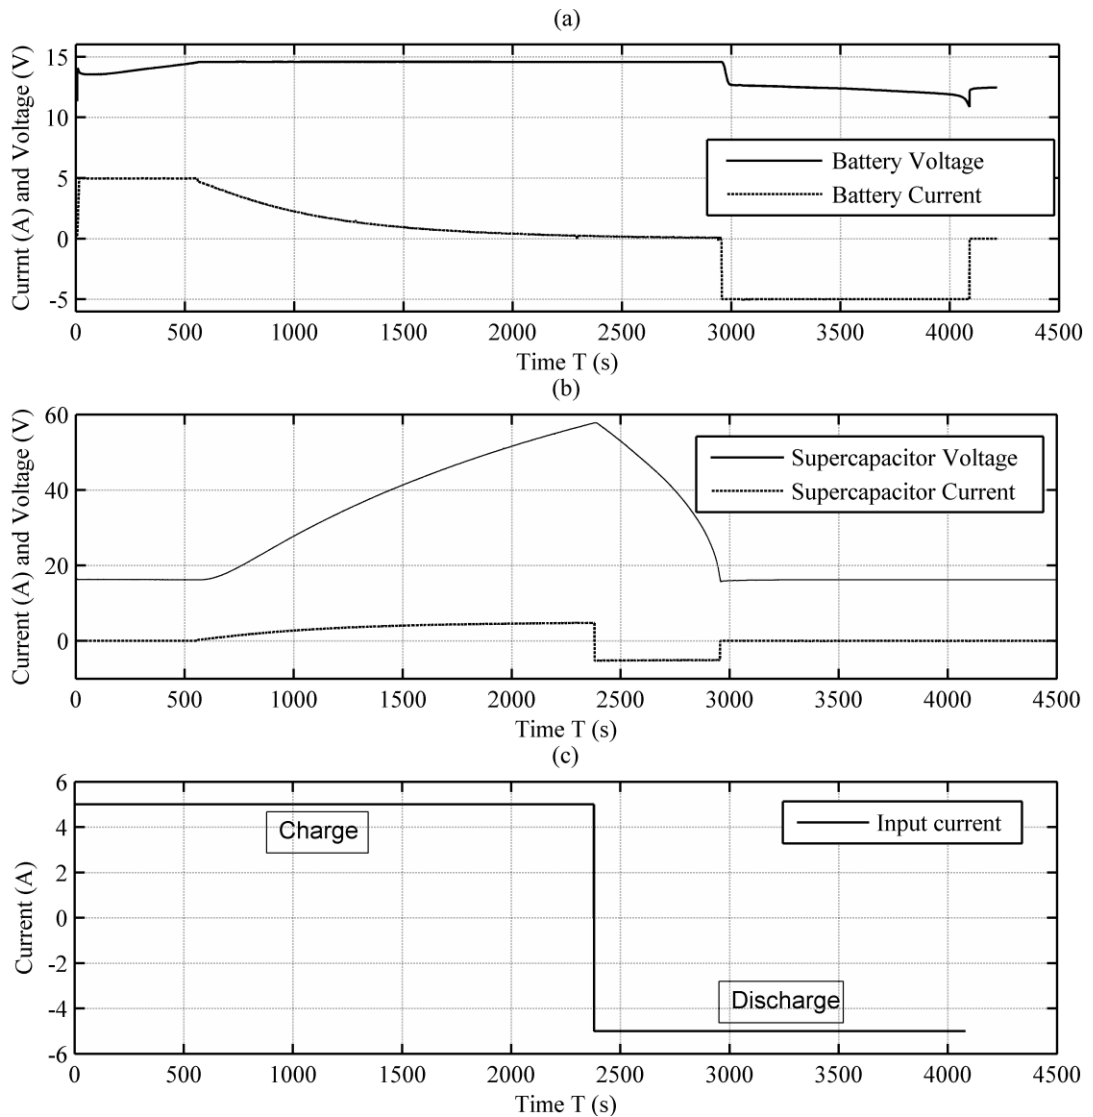 (a)
Currnt (A) and Voltage (V)
15
10
5
0
-5
Battery Voltage
Battery Current
0 500 1000 1500 2000 2500 3000 3500 4000 4500
Time T (s)
(b)
Current (A) and Voltage (V)
60
40
20
0
Supercapacitor Voltage
Supercapacitor Current
0 500 1000 1500 2000 2500 3000 3500 4000 4500
Time T (s)
(c)
Current (A)
6
4
2
0
-2
-4
-6
Charge
Input current
Discharge
0 500 1000 1500 2000 2500 3000 3500 4000 4500
Time T (s)